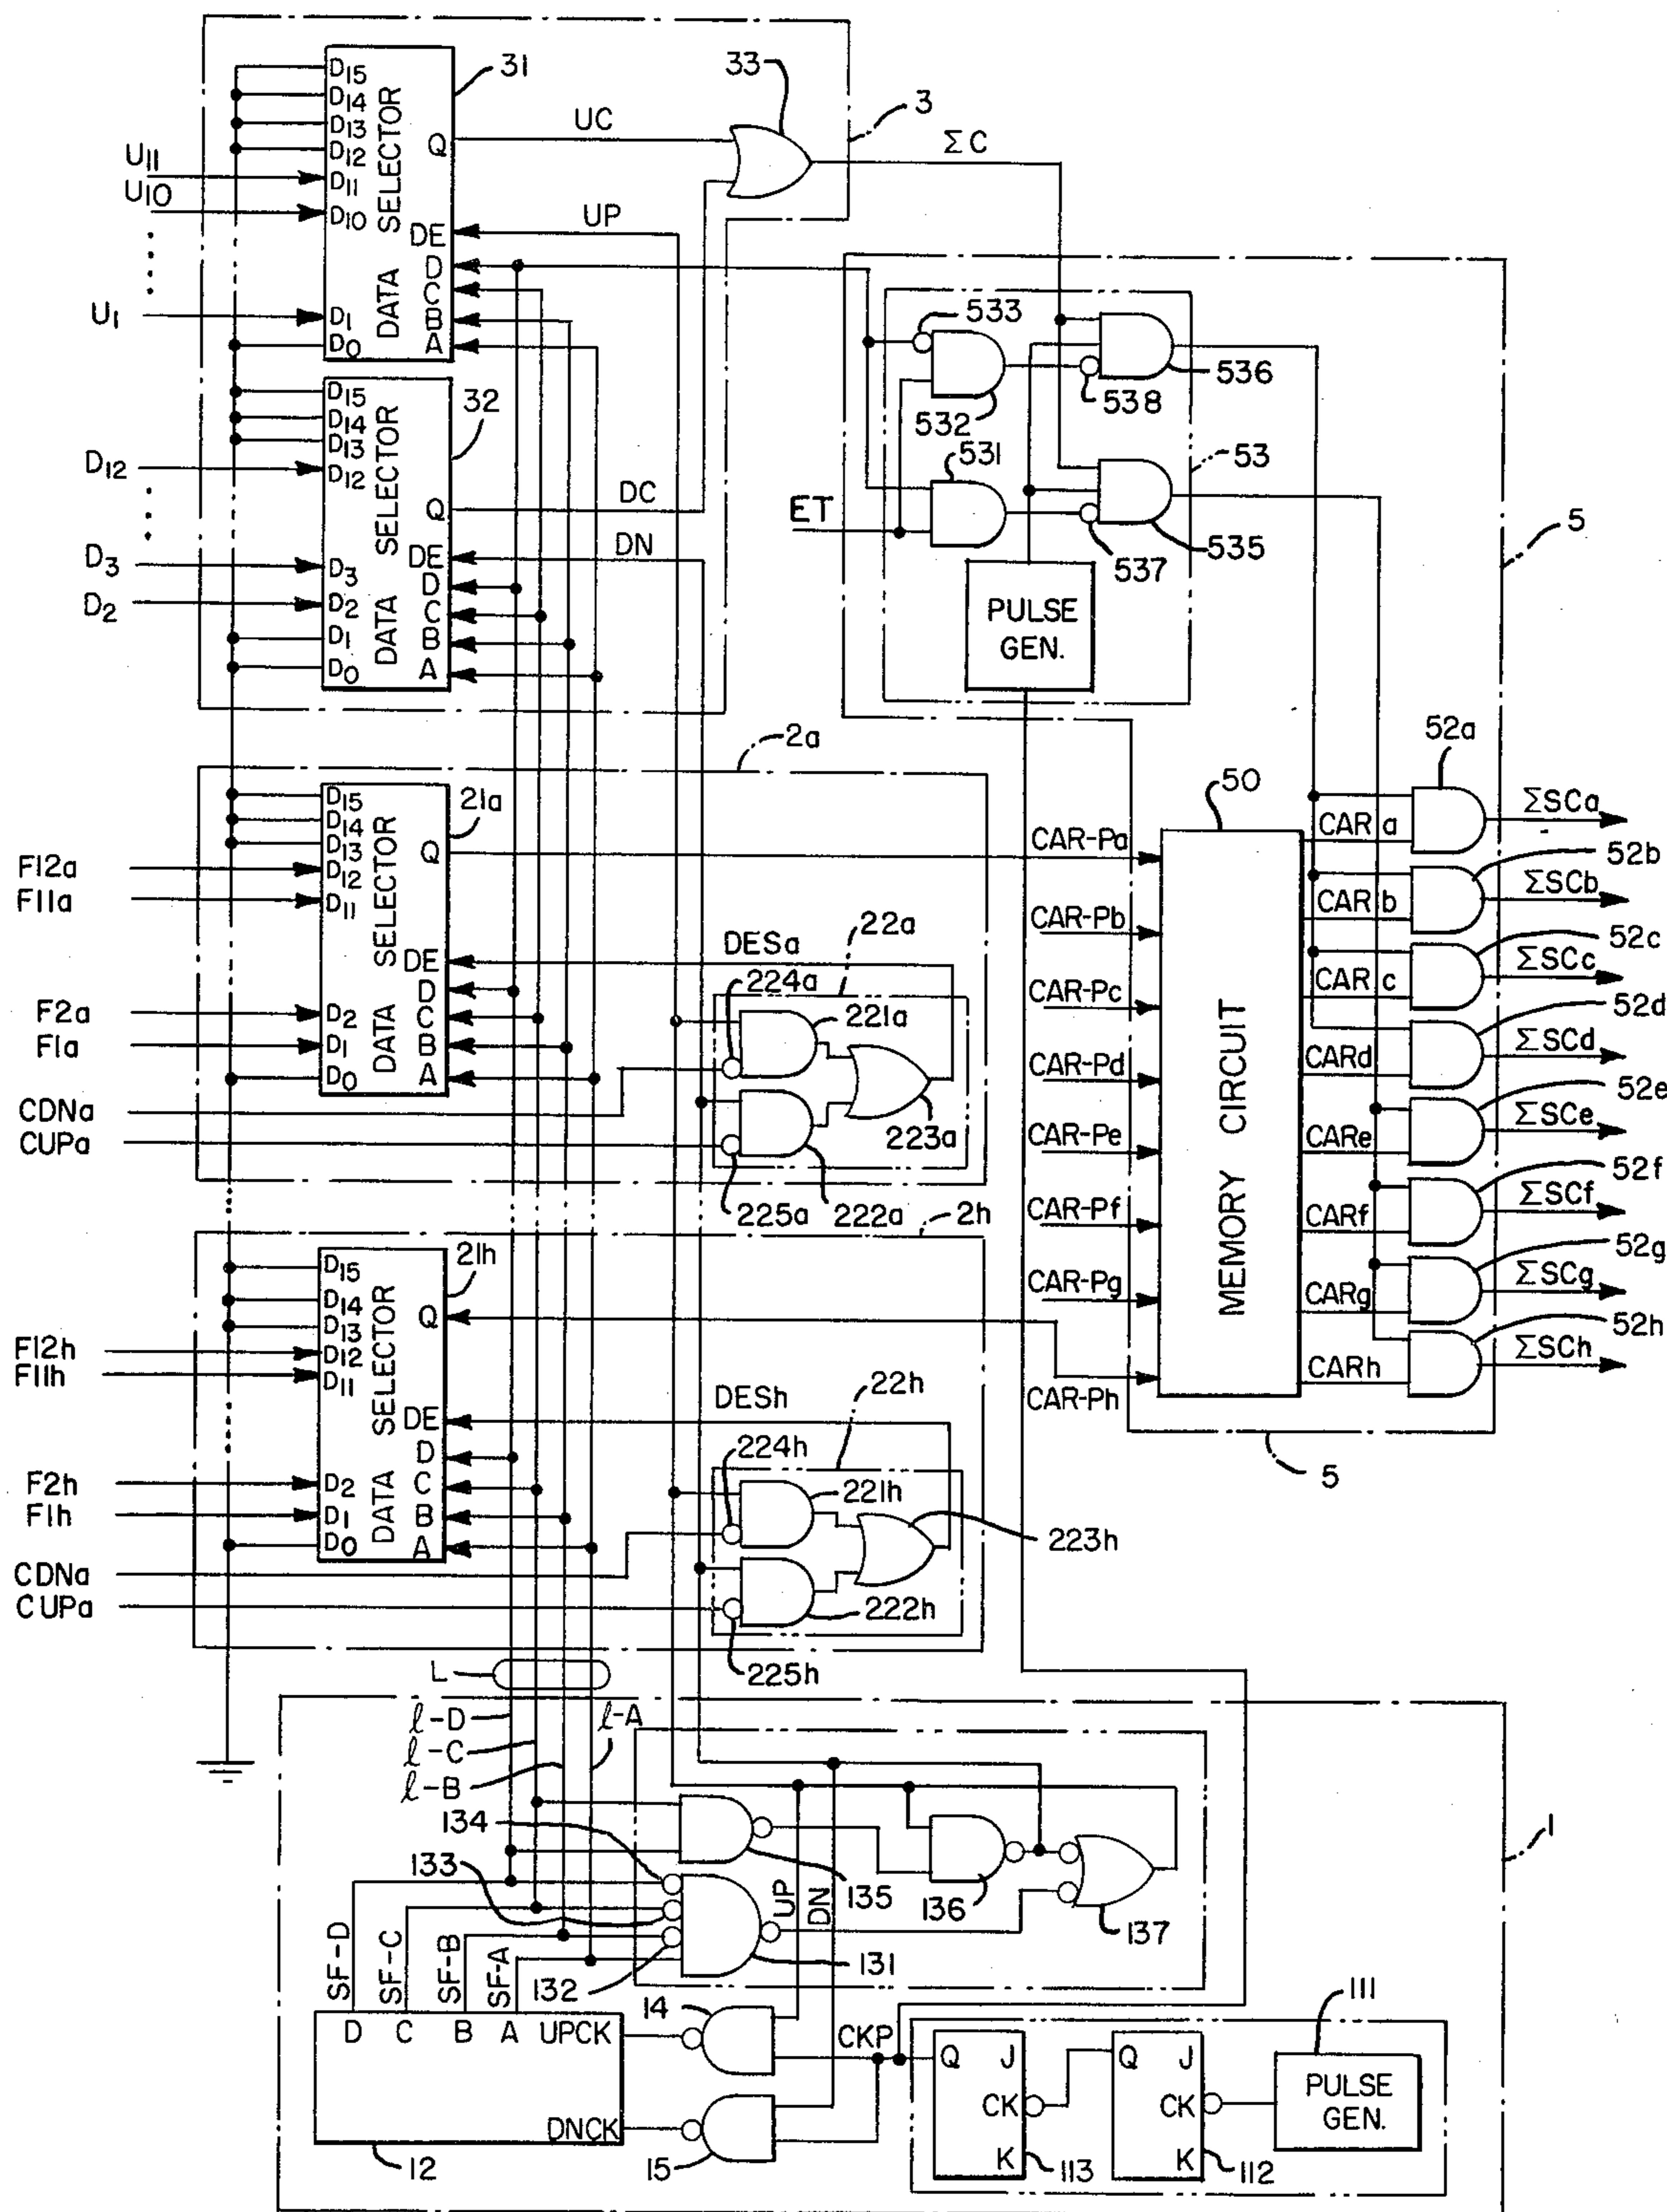 D15
D14
D13
D12
D11
D10
D1
D0
DATA SELECTOR
Q
DE
D
C
B
A
31
U11
U10
U1
UC
UP
33
3
ΣC
D15
D14
D13
D12
D3
D2
D1
D0
DATA SELECTOR
Q
DE
D
C
B
A
32
D12
D3
D2
DC
DN
533
532
531
538
536
53
537
535
ET
PULSE GEN.
5
2a
D15
D14
D13
D12
D11
D2
D1
D0
DATA SELECTOR
Q
DE
D
C
B
A
21a
F12a
F11a
F2a
F1a
CDNa
CUPa
DESa
22a
224a
221a
223a
225a
222a
50
MEMORY CIRCUIT
CAR-Pa
CAR-Pb
CAR-Pc
CAR-Pd
CAR-Pe
CAR-Pf
CAR-Pg
CAR-Ph
CAR a
CAR b
CAR c
CARd
CARe
CARf
CARg
CARh
52a
52b
52c
52d
52e
52f
52g
52h
ΣSCa
ΣSCb
ΣSCc
ΣSCd
ΣSCe
ΣSCf
ΣSCg
ΣSCh
5
2h
D15
D14
D13
D12
D11
D2
D1
D0
DATA SELECTOR
Q
DE
D
C
B
A
21h
F12h
F11h
F2h
F1h
CDNa
CUPa
DESh
22h
224h
221h
223h
222h
225h
L
ℓ-D
ℓ-C
ℓ-B
ℓ-A
134
133
132
131
135
136
137
UP
DN
1
SF-D
SF-C
SF-B
SF-A
D C B A UPCK
DNCK
12
14
15
CKP
Q J
CK
K
113
Q J
CK
K
112
111
PULSE GEN.